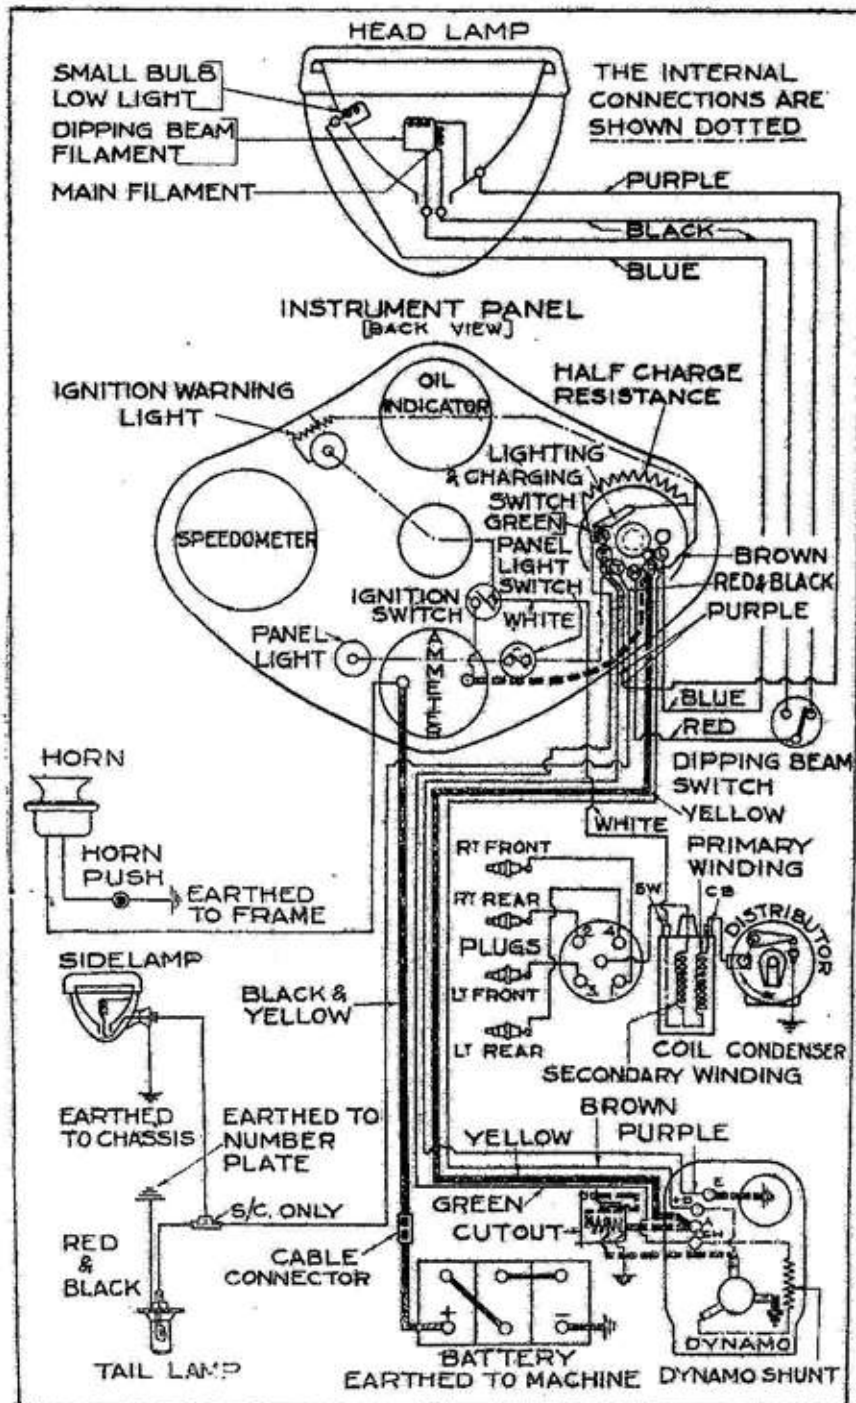 HEAD LAMP
SMALL BULB
LOW LIGHT
DIPPING BEAM
FILAMENT
MAIN FILAMENT
THE INTERNAL
CONNECTIONS ARE
SHOWN DOTTED
PURPLE
BLACK
BLUE
INSTRUMENT PANEL
[BACK VIEW]
IGNITION WARNING
LIGHT
OIL
INDICATOR
HALF CHARGE
RESISTANCE
LIGHTING
& CHARGING
SWITCH
GREEN
PANEL
LIGHT
SWITCH
SPEEDOMETER
IGNITION
SWITCH
WHITE
BROWN
RED & BLACK
PURPLE
PANEL
LIGHT
AMMETER
BLUE
RED
DIPPING BEAM
SWITCH
YELLOW
WHITE
HORN
HORN
PUSH
EARTHED
TO FRAME
RT FRONT
RT REAR
PLUGS
LT FRONT
LT REAR
2 4
3 1
PRIMARY
WINDING
SW
CB
DISTRIBUTOR
COIL CONDENSER
SECONDARY WINDING
SIDELAMP
EARTHED
TO CHASSIS
BLACK &
YELLOW
EARTHED TO
NUMBER
PLATE
S/C. ONLY
RED
&
BLACK
TAIL LAMP
CABLE
CONNECTOR
BROWN
YELLOW
PURPLE
GREEN
CUTOUT
E
+ D
A
SH
+
–
BATTERY
EARTHED TO MACHINE
DYNAMO
DYNAMO SHUNT